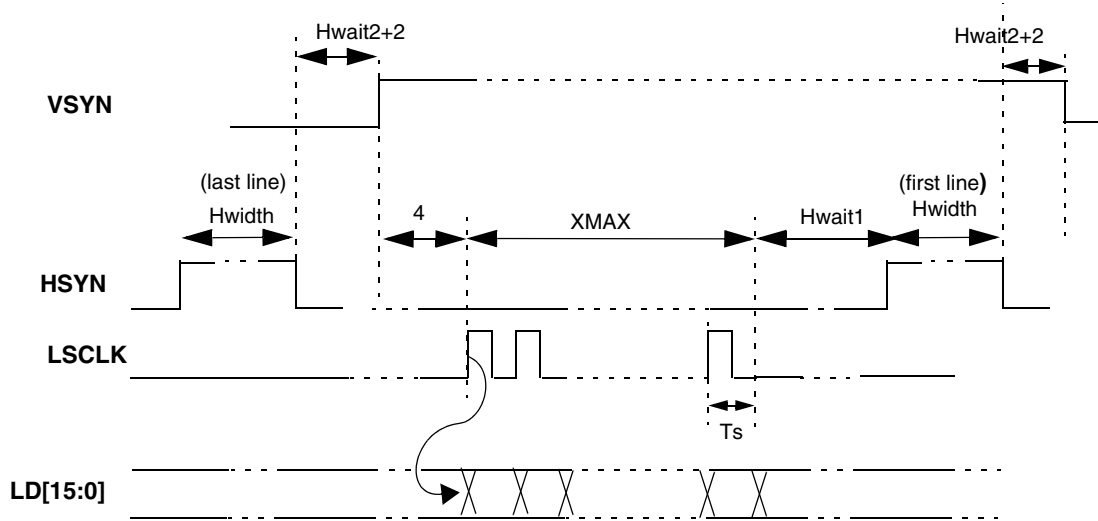 Hwait2+2
Hwait2+2
VSYN
(last line)
Hwidth
4
XMAX
Hwait1
(first line)
Hwidth
HSYN
LSCLK
Ts
LD[15:0]